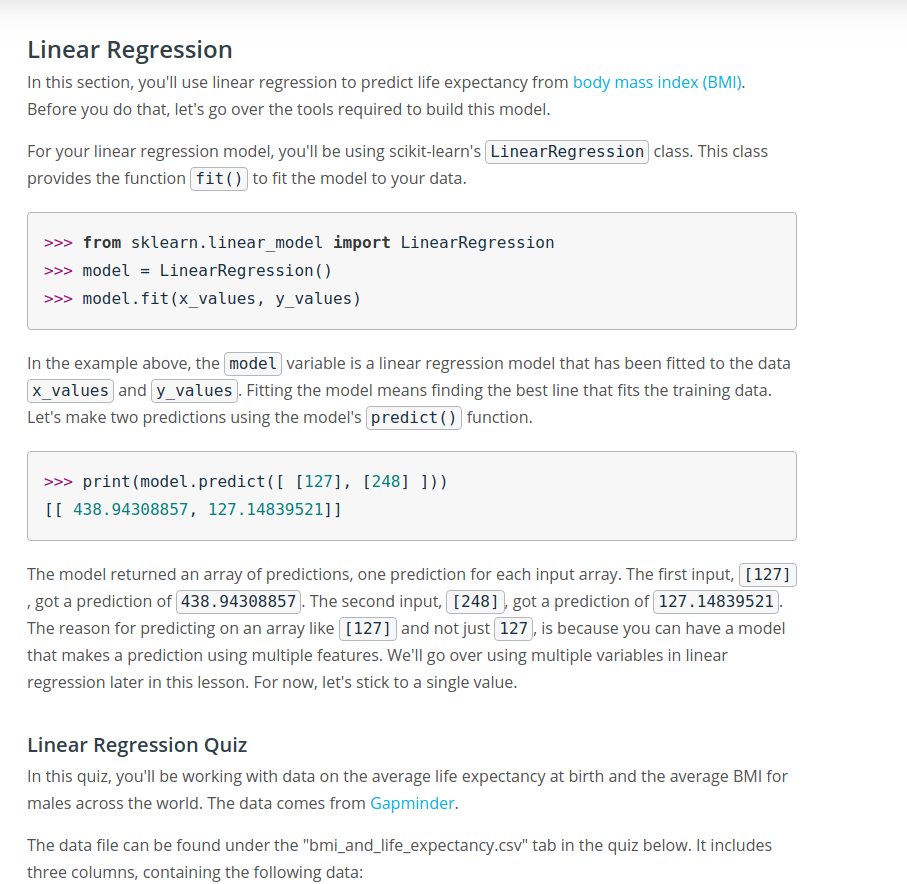 Linear Regression
In this section, you'll use linear regression to predict life expectancy from body mass index (BMI).
Before you do that, let's go over the tools required to build this model.
For your linear regression model, you'll be using scikit-learn's LinearRegression class. This class
provides the function fit() to fit the model to your data.
>>> from sklearn.linear_model import LinearRegression
>>> model = LinearRegression()
>>> model.fit(x_values, y_values)
In the example above, the model variable is a linear regression model that has been fitted to the data
x_values and y_values. Fitting the model means finding the best line that fits the training data.
Let's make two predictions using the model's predict() function.
>>> print(model.predict([ [127], [248] ]))
[[ 438.94308857, 127.14839521]]
The model returned an array of predictions, one prediction for each input array. The first input, [127]
, got a prediction of 438.94308857. The second input, [248], got a prediction of 127.14839521.
The reason for predicting on an array like [127] and not just 127, is because you can have a model
that makes a prediction using multiple features. We'll go over using multiple variables in linear
regression later in this lesson. For now, let's stick to a single value.
Linear Regression Quiz
In this quiz, you'll be working with data on the average life expectancy at birth and the average BMI for
males across the world. The data comes from Gapminder.
The data file can be found under the "bmi_and_life_expectancy.csv" tab in the quiz below. It includes
three columns, containing the following data: